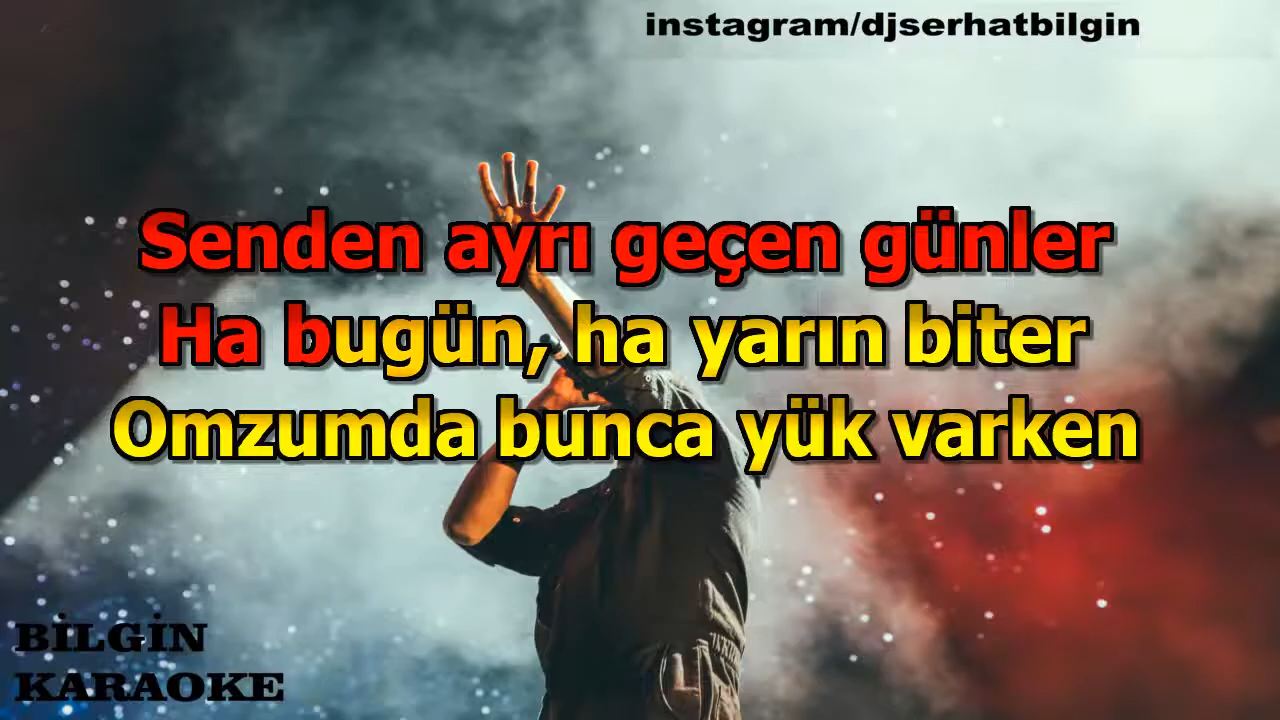 instagram/djserhatbilgin
Senden ayrı geçen günler
Ha bugün, ha yarın biter
Omzumda bunca yük varken
BİLGİN
KARAOKE